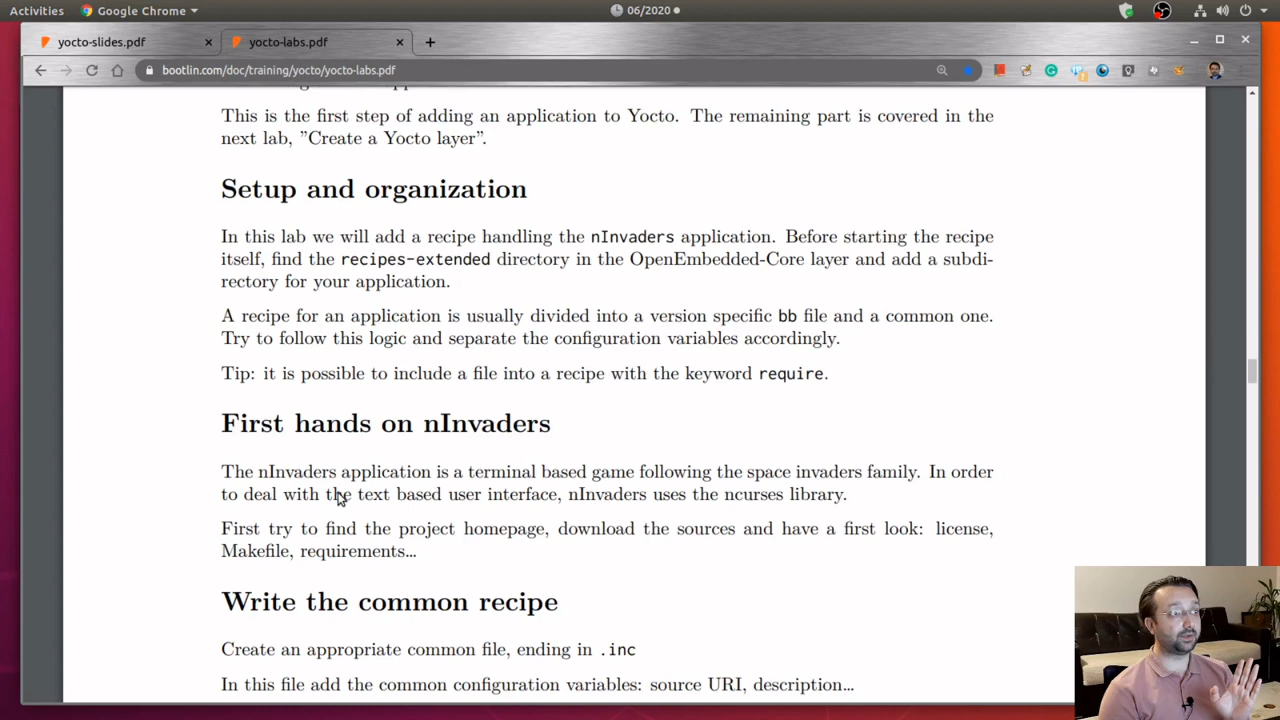 Activities
Google Chrome
06/2020
yocto-slides.pdf
yocto-labs.pdf
bootlin.com/doc/training/yocto/yocto-labs.pdf
This is the first step of adding an application to Yocto. The remaining part is covered in the
next lab, ”Create a Yocto layer”.
Setup and organization
In this lab we will add a recipe handling the nInvaders application. Before starting the recipe
itself, find the recipes-extended directory in the OpenEmbedded-Core layer and add a subdi-
rectory for your application.
A recipe for an application is usually divided into a version specific bb file and a common one.
Try to follow this logic and separate the configuration variables accordingly.
Tip: it is possible to include a file into a recipe with the keyword require.
First hands on nInvaders
The nInvaders application is a terminal based game following the space invaders family. In order
to deal with the text based user interface, nInvaders uses the ncurses library.
First try to find the project homepage, download the sources and have a first look: license,
Makefile, requirements...
Write the common recipe
Create an appropriate common file, ending in .inc
In this file add the common configuration variables: source URI, description...